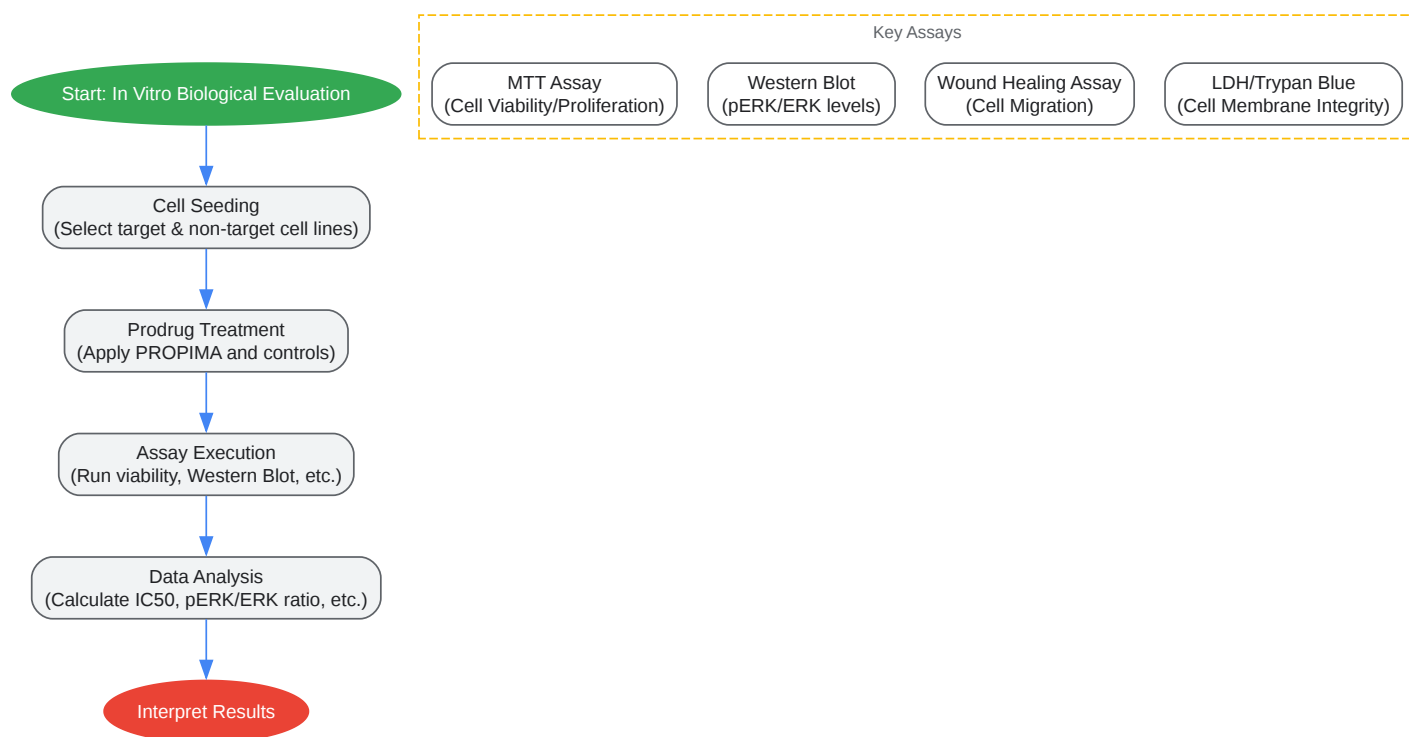 Start: In Vitro Biological Evaluation
Cell Seeding
(Select target & non-target cell lines)
Prodrug Treatment
(Apply PROPIMA and controls)
Assay Execution
(Run viability, Western Blot, etc.)
Data Analysis
(Calculate IC50, pERK/ERK ratio, etc.)
Interpret Results
Key Assays
MTT Assay
(Cell Viability/Proliferation)
Western Blot
(pERK/ERK levels)
Wound Healing Assay
(Cell Migration)
LDH/Trypan Blue
(Cell Membrane Integrity)